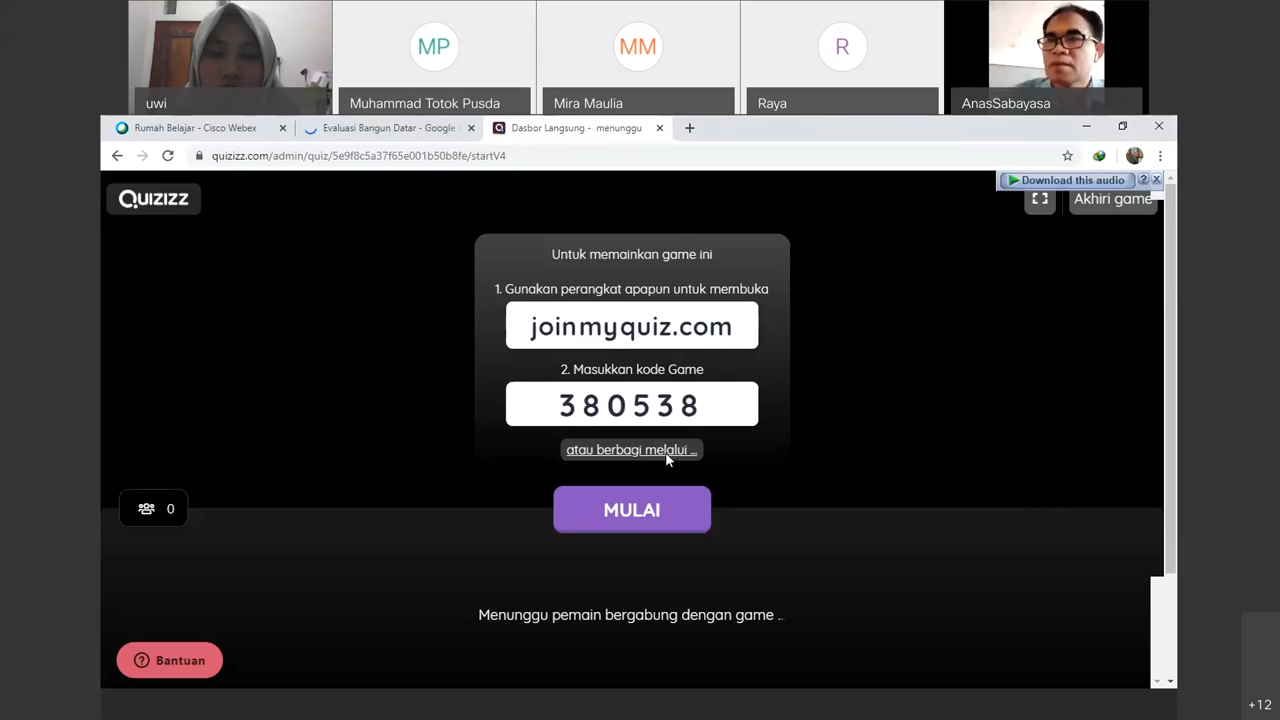 MP
MM
R
uwi
Muhammad Totok Pusda
Mira Maulia
Raya
AnasSabayasa
Rumah Belajar - Cisco Webex
Evaluasi Bangun Datar - Google
Dasbor Langsung - menunggu
quizizz.com/admin/quiz/5e9f8c5a37f65e001b50b8fe/startV4
Download this audio
?
X
Quizizz
Akhiri game
Untuk memainkan game ini
1. Gunakan perangkat apapun untuk membuka
joinmyquiz.com
2. Masukkan kode Game
380538
atau berbagi melalui ...
MULAI
0
Menunggu pemain bergabung dengan game ..
? Bantuan
+12